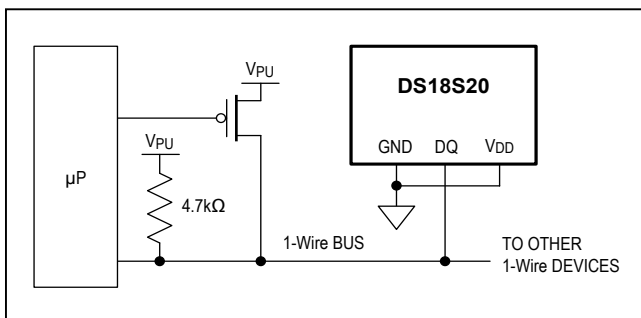 VPU
DS18S20
VPU
GND DQ VDD
µP
4.7kΩ
1-Wire BUS
TO OTHER
1-Wire DEVICES